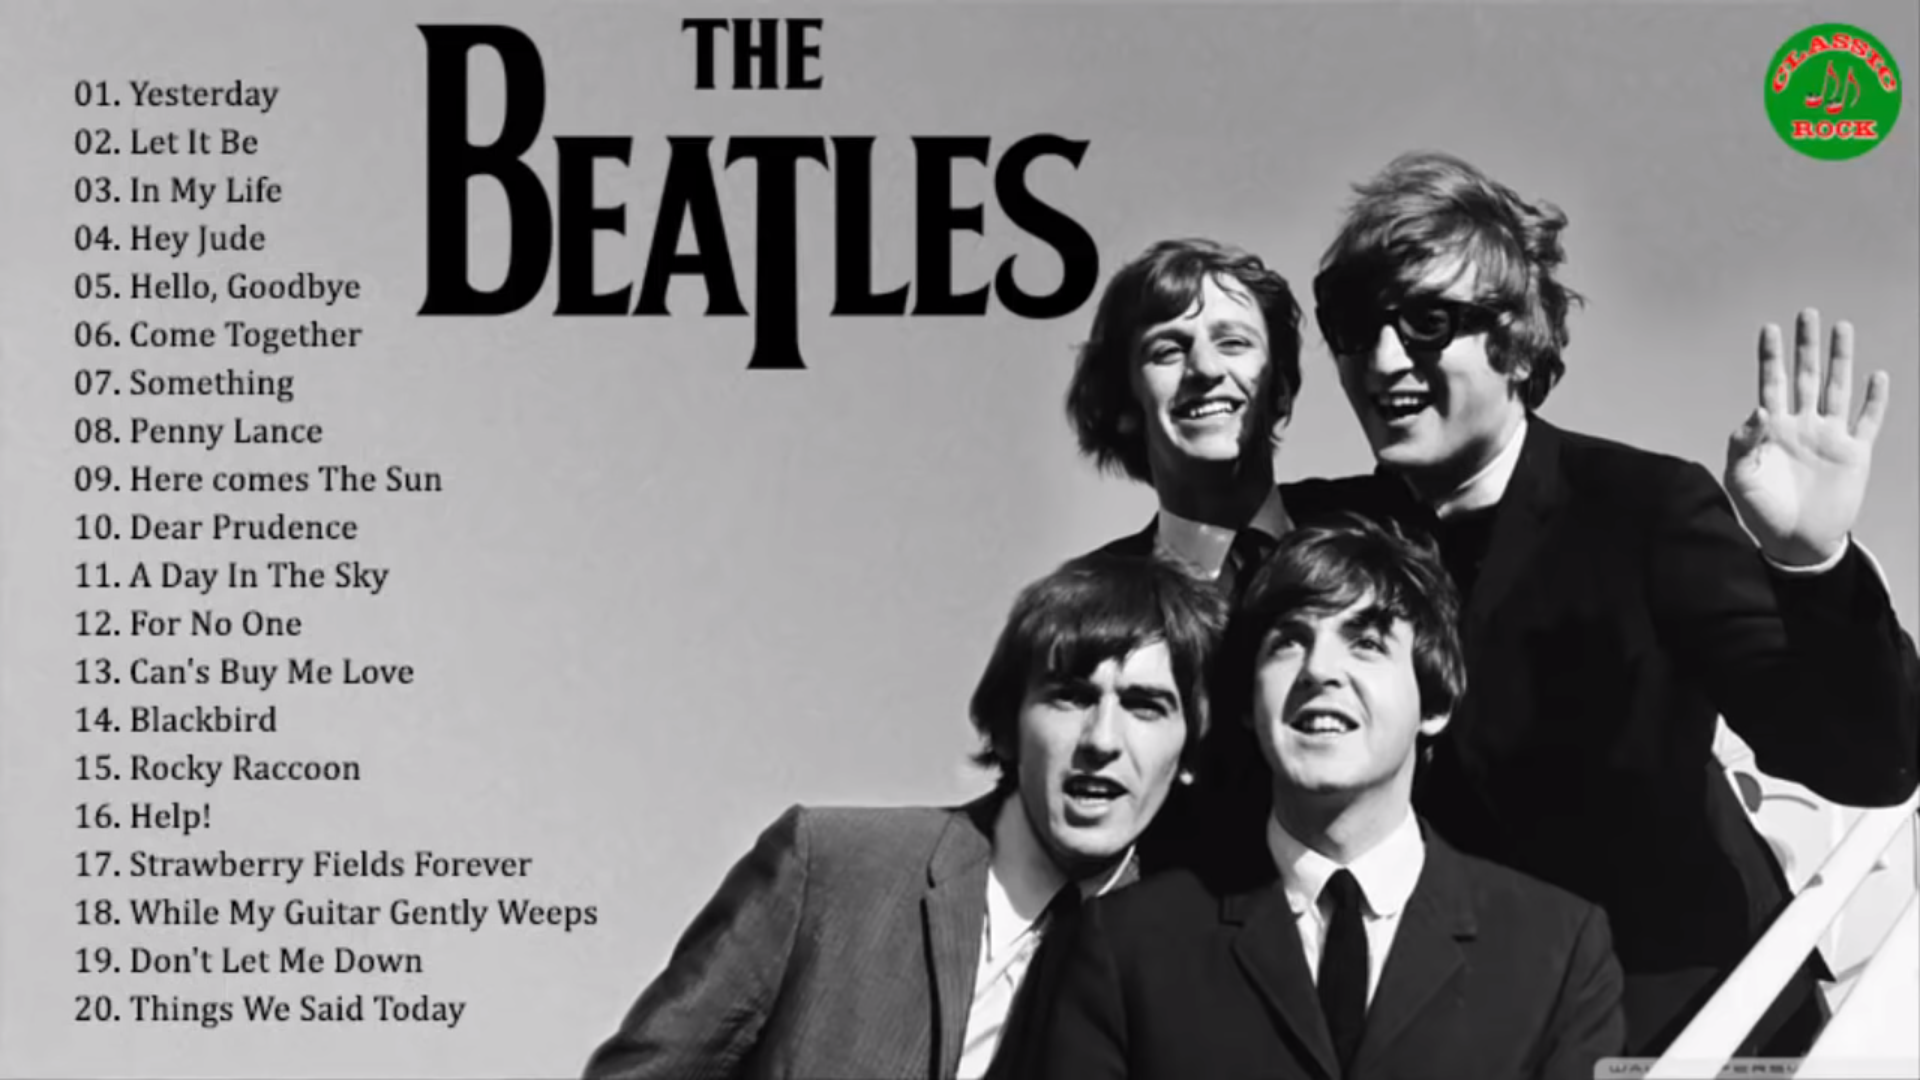 THE
BEATLES
CLASSIC
ROCK
01. Yesterday
02. Let It Be
03. In My Life
04. Hey Jude
05. Hello, Goodbye
06. Come Together
07. Something
08. Penny Lance
09. Here comes The Sun
10. Dear Prudence
11. A Day In The Sky
12. For No One
13. Can's Buy Me Love
14. Blackbird
15. Rocky Raccoon
16. Help!
17. Strawberry Fields Forever
18. While My Guitar Gently Weeps
19. Don't Let Me Down
20. Things We Said Today